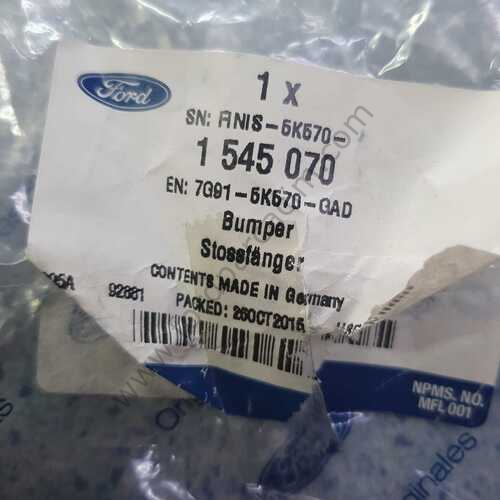 Ford
1 X
SN: FINIS-5K570-
1 545 070
EN: 7G91-5K570-GAD
Bumper
Stossfänger
CONTENTS MADE IN Germany
92881
PACKED: 26OCT2015
NPMS. NO.
MFL 001